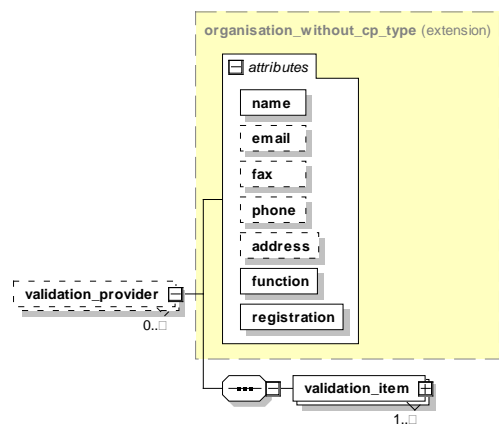 organisation_without_cp_type (extension)
attributes
name
email
fax
phone
address
function
registration
validation_provider
0..□
validation_item
1..□